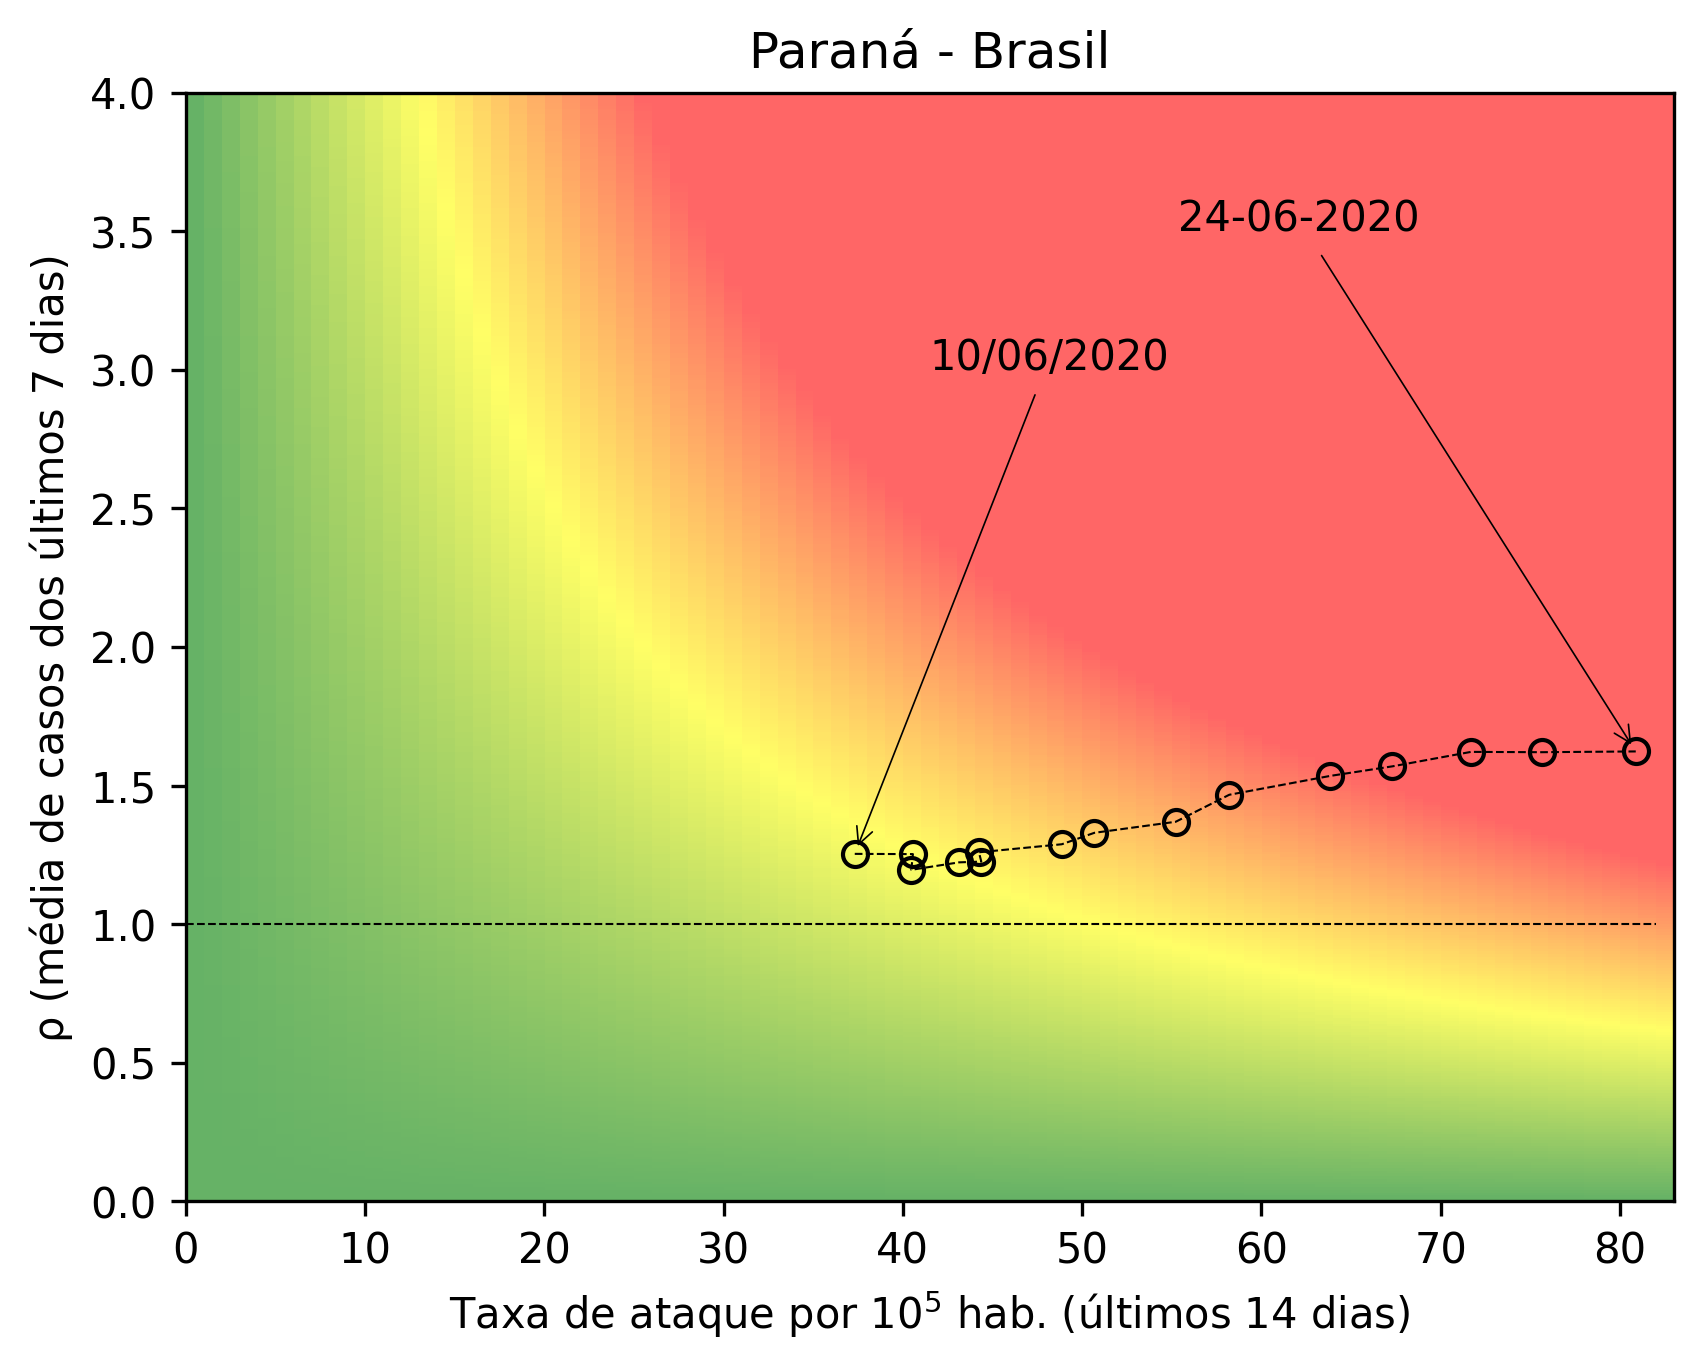 Paraná - Brasil
4.0
3.5
3.0
2.5
2.0
1.5
1.0
0.5
0.0
ρ (média de casos dos últimos 7 dias)
24-06-2020
10/06/2020
0 10 20 30 40 50 60 70 80
Taxa de ataque por 10⁵ hab. (últimos 14 dias)